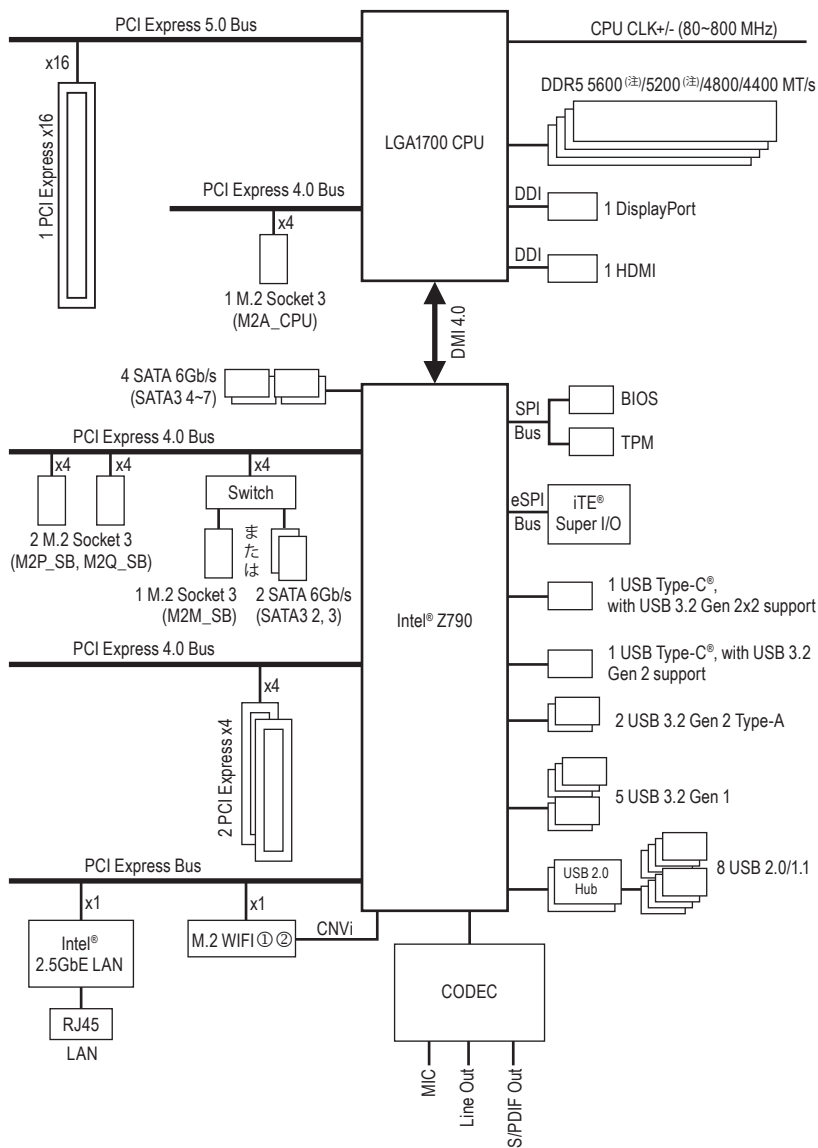 PCI Express 5.0 Bus
x16
1 PCI Express x16
PCI Express 4.0 Bus
x4
1 M.2 Socket 3
(M2A_CPU)
LGA1700 CPU
CPU CLK+/- (80~800 MHz)
DDR5 5600(注)/5200(注)/4800/4400 MT/s
DDI
1 DisplayPort
DDI
1 HDMI
DMI 4.0
4 SATA 6Gb/s
(SATA3 4~7)
PCI Express 4.0 Bus
x4
x4
x4
2 M.2 Socket 3
(M2P_SB, M2Q_SB)
Switch
または
1 M.2 Socket 3
(M2M_SB)
2 SATA 6Gb/s
(SATA3 2, 3)
PCI Express 4.0 Bus
x4
2 PCI Express x4
PCI Express Bus
x1
x1
Intel®
2.5GbE LAN
RJ45
LAN
M.2 WIFI ① ②
CNVi
Intel® Z790
SPI
Bus
BIOS
TPM
eSPI
Bus
iTE®
Super I/O
1 USB Type-C®,
with USB 3.2 Gen 2x2 support
1 USB Type-C®, with USB 3.2
Gen 2 support
2 USB 3.2 Gen 2 Type-A
5 USB 3.2 Gen 1
USB 2.0
Hub
8 USB 2.0/1.1
CODEC
MIC
Line Out
S/PDIF Out